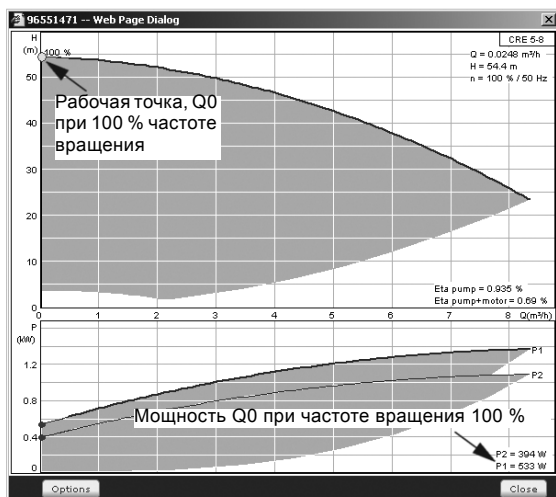 96551471 -- Web Page Dialog
H
(m)
100 %
CRE 5-8
Q = 0.0248 m³/h
H = 54.4 m
n = 100 % / 50 Hz
50
Рабочая точка, Q0
при 100 % частоте
вращения
40
30
20
10
0
Eta pump = 0.935 %
Eta pump+motor = 0.69 %
0 1 2 3 4 5 6 7 8 Q(m³/h)
P
(kW)
P1
1.2
P2
0.8
Мощность Q0 при частоте вращения 100 %
0.4
P2 = 394 W
P1 = 533 W
0
Options
Close